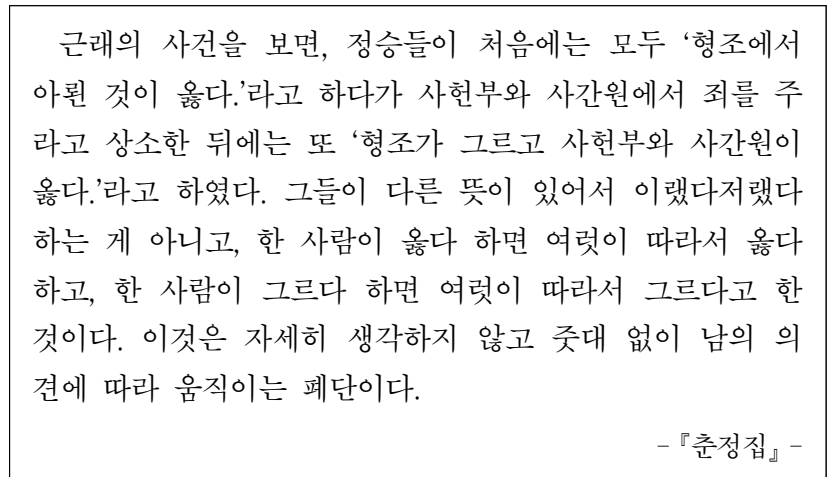 근래의 사건을 보면, 정승들이 처음에는 모두 ‘형조에서
아뢴 것이 옳다.’라고 하다가 사헌부와 사간원에서 죄를 주
라고 상소한 뒤에는 또 ‘형조가 그르고 사헌부와 사간원이
옳다.’라고 하였다. 그들이 다른 뜻이 있어서 이랬다저랬다
하는 게 아니고, 한 사람이 옳다 하면 여럿이 따라서 옳다
하고, 한 사람이 그르다 하면 여럿이 따라서 그르다고 한
것이다. 이것은 자세히 생각하지 않고 줏대 없이 남의 의
견에 따라 움직이는 폐단이다.
-『춘정집』-